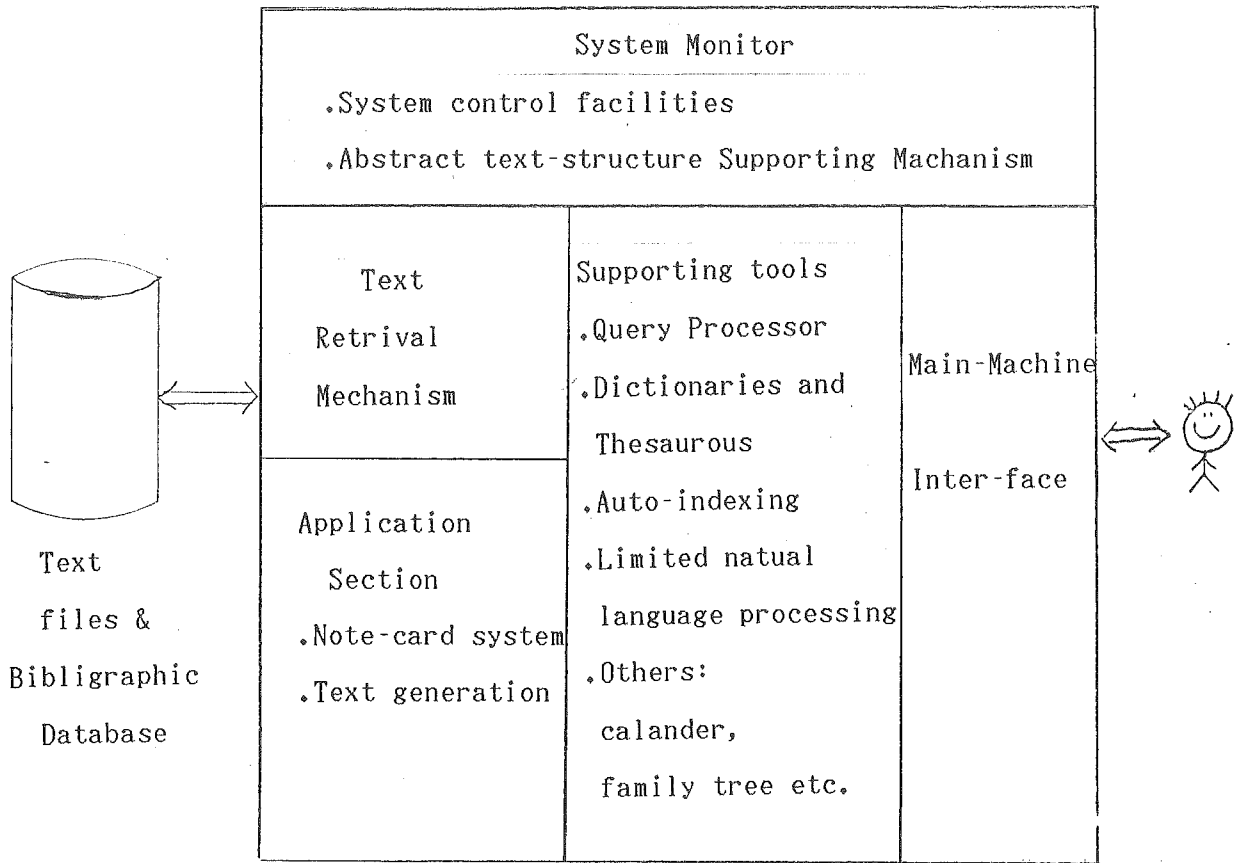 System Monitor
.System control facilities
.Abstract text-structure Supporting Machanism
Text
Retrival
Mechanism
Application
Section
.Note-card system
.Text generation
Supporting tools
.Query Processor
.Dictionaries and
Thesaurous
.Auto-indexing
.Limited natual
language processing
.Others:
calander,
family tree etc.
Main-Machine
Inter-face
Text
files &
Bibligraphic
Database